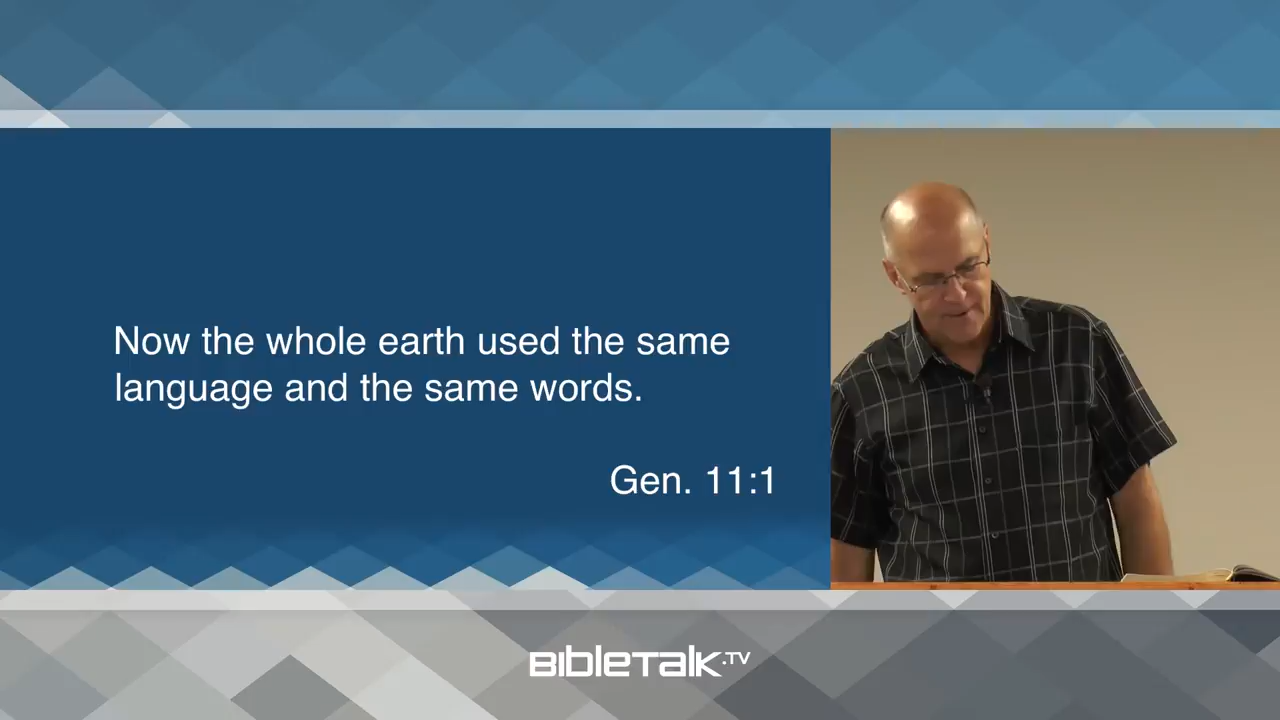 Now the whole earth used the same
language and the same words.
Gen. 11:1
BIBLETALK.TV